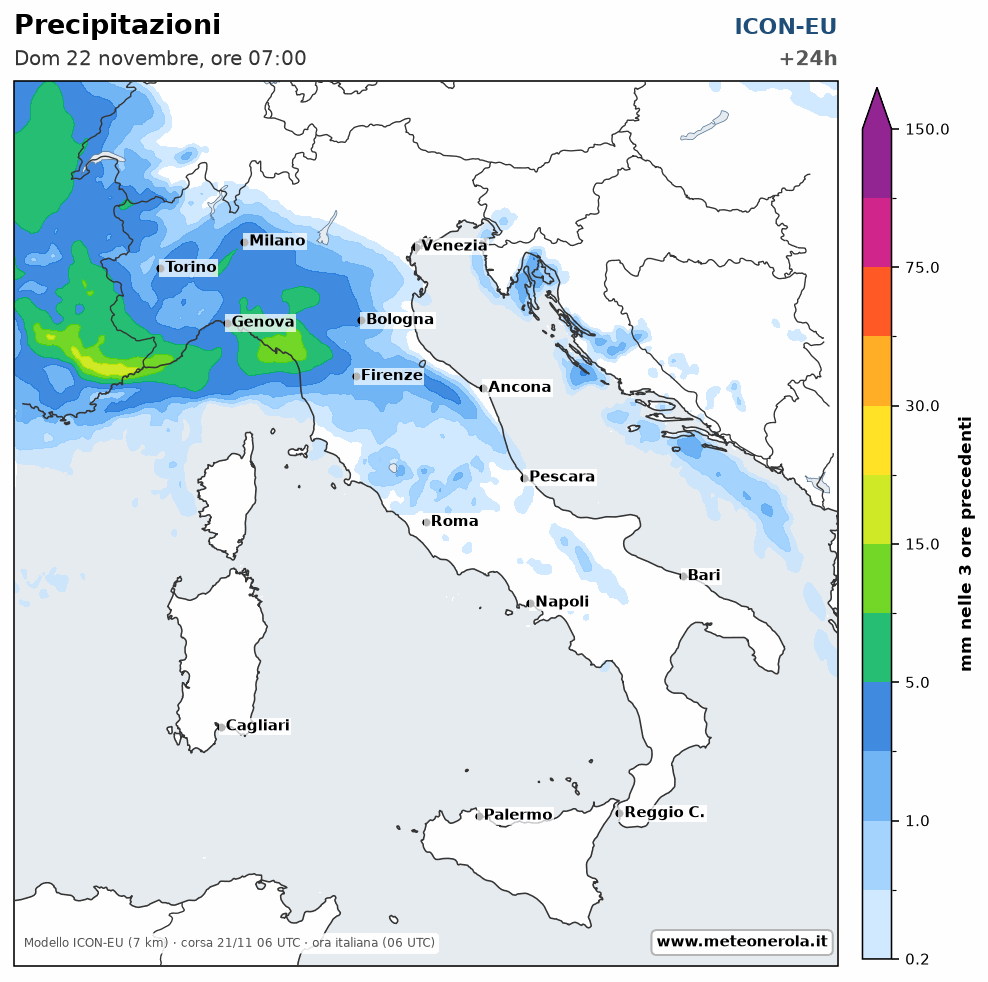 Precipitazioni
ICON-EU
Dom 22 novembre, ore 07:00
+24h
150.0
75.0
30.0
15.0
5.0
1.0
0.2
mm nelle 3 ore precedenti
Milano
Venezia
Torino
Genova
Bologna
Firenze
Ancona
Pescara
Roma
Bari
Napoli
Cagliari
Palermo
Reggio C.
Modello ICON-EU (7 km) · corsa 21/11 06 UTC · ora italiana (06 UTC)
www.meteonerola.it